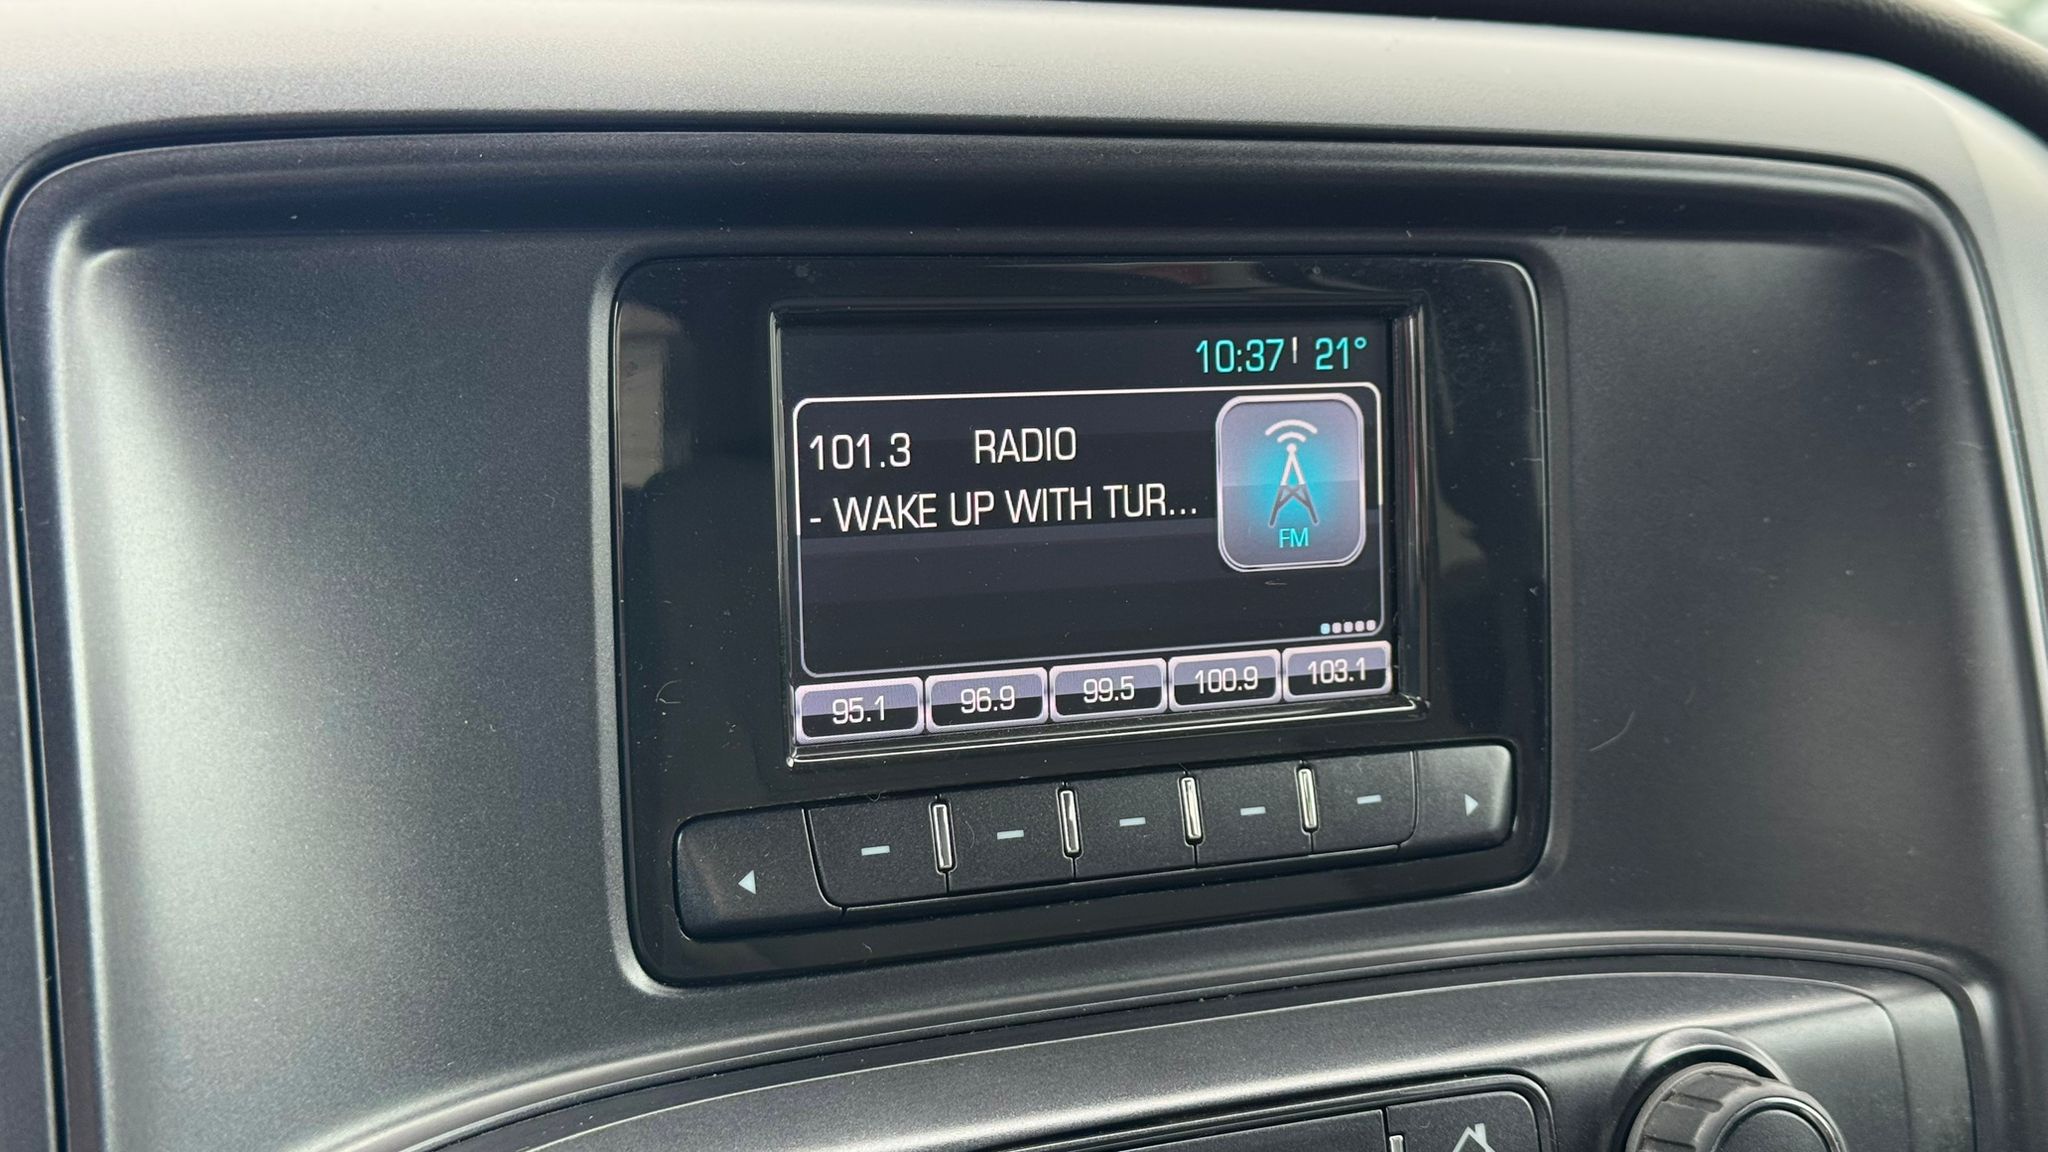 10:37 21°
101.3 RADIO
- WAKE UP WITH TUR...
FM
95.1 96.9 99.5 100.9 103.1